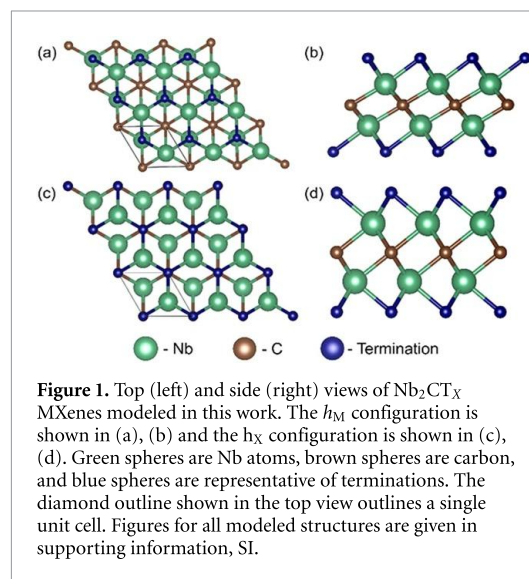 (a)
(b)
(c)
(d)
- Nb - C - Termination
Figure 1. Top (left) and side (right) views of Nb₂CTₓ
MXenes modeled in this work. The hM configuration is
shown in (a), (b) and the hX configuration is shown in (c),
(d). Green spheres are Nb atoms, brown spheres are carbon,
and blue spheres are representative of terminations. The
diamond outline shown in the top view outlines a single
unit cell. Figures for all modeled structures are given in
supporting information, SI.